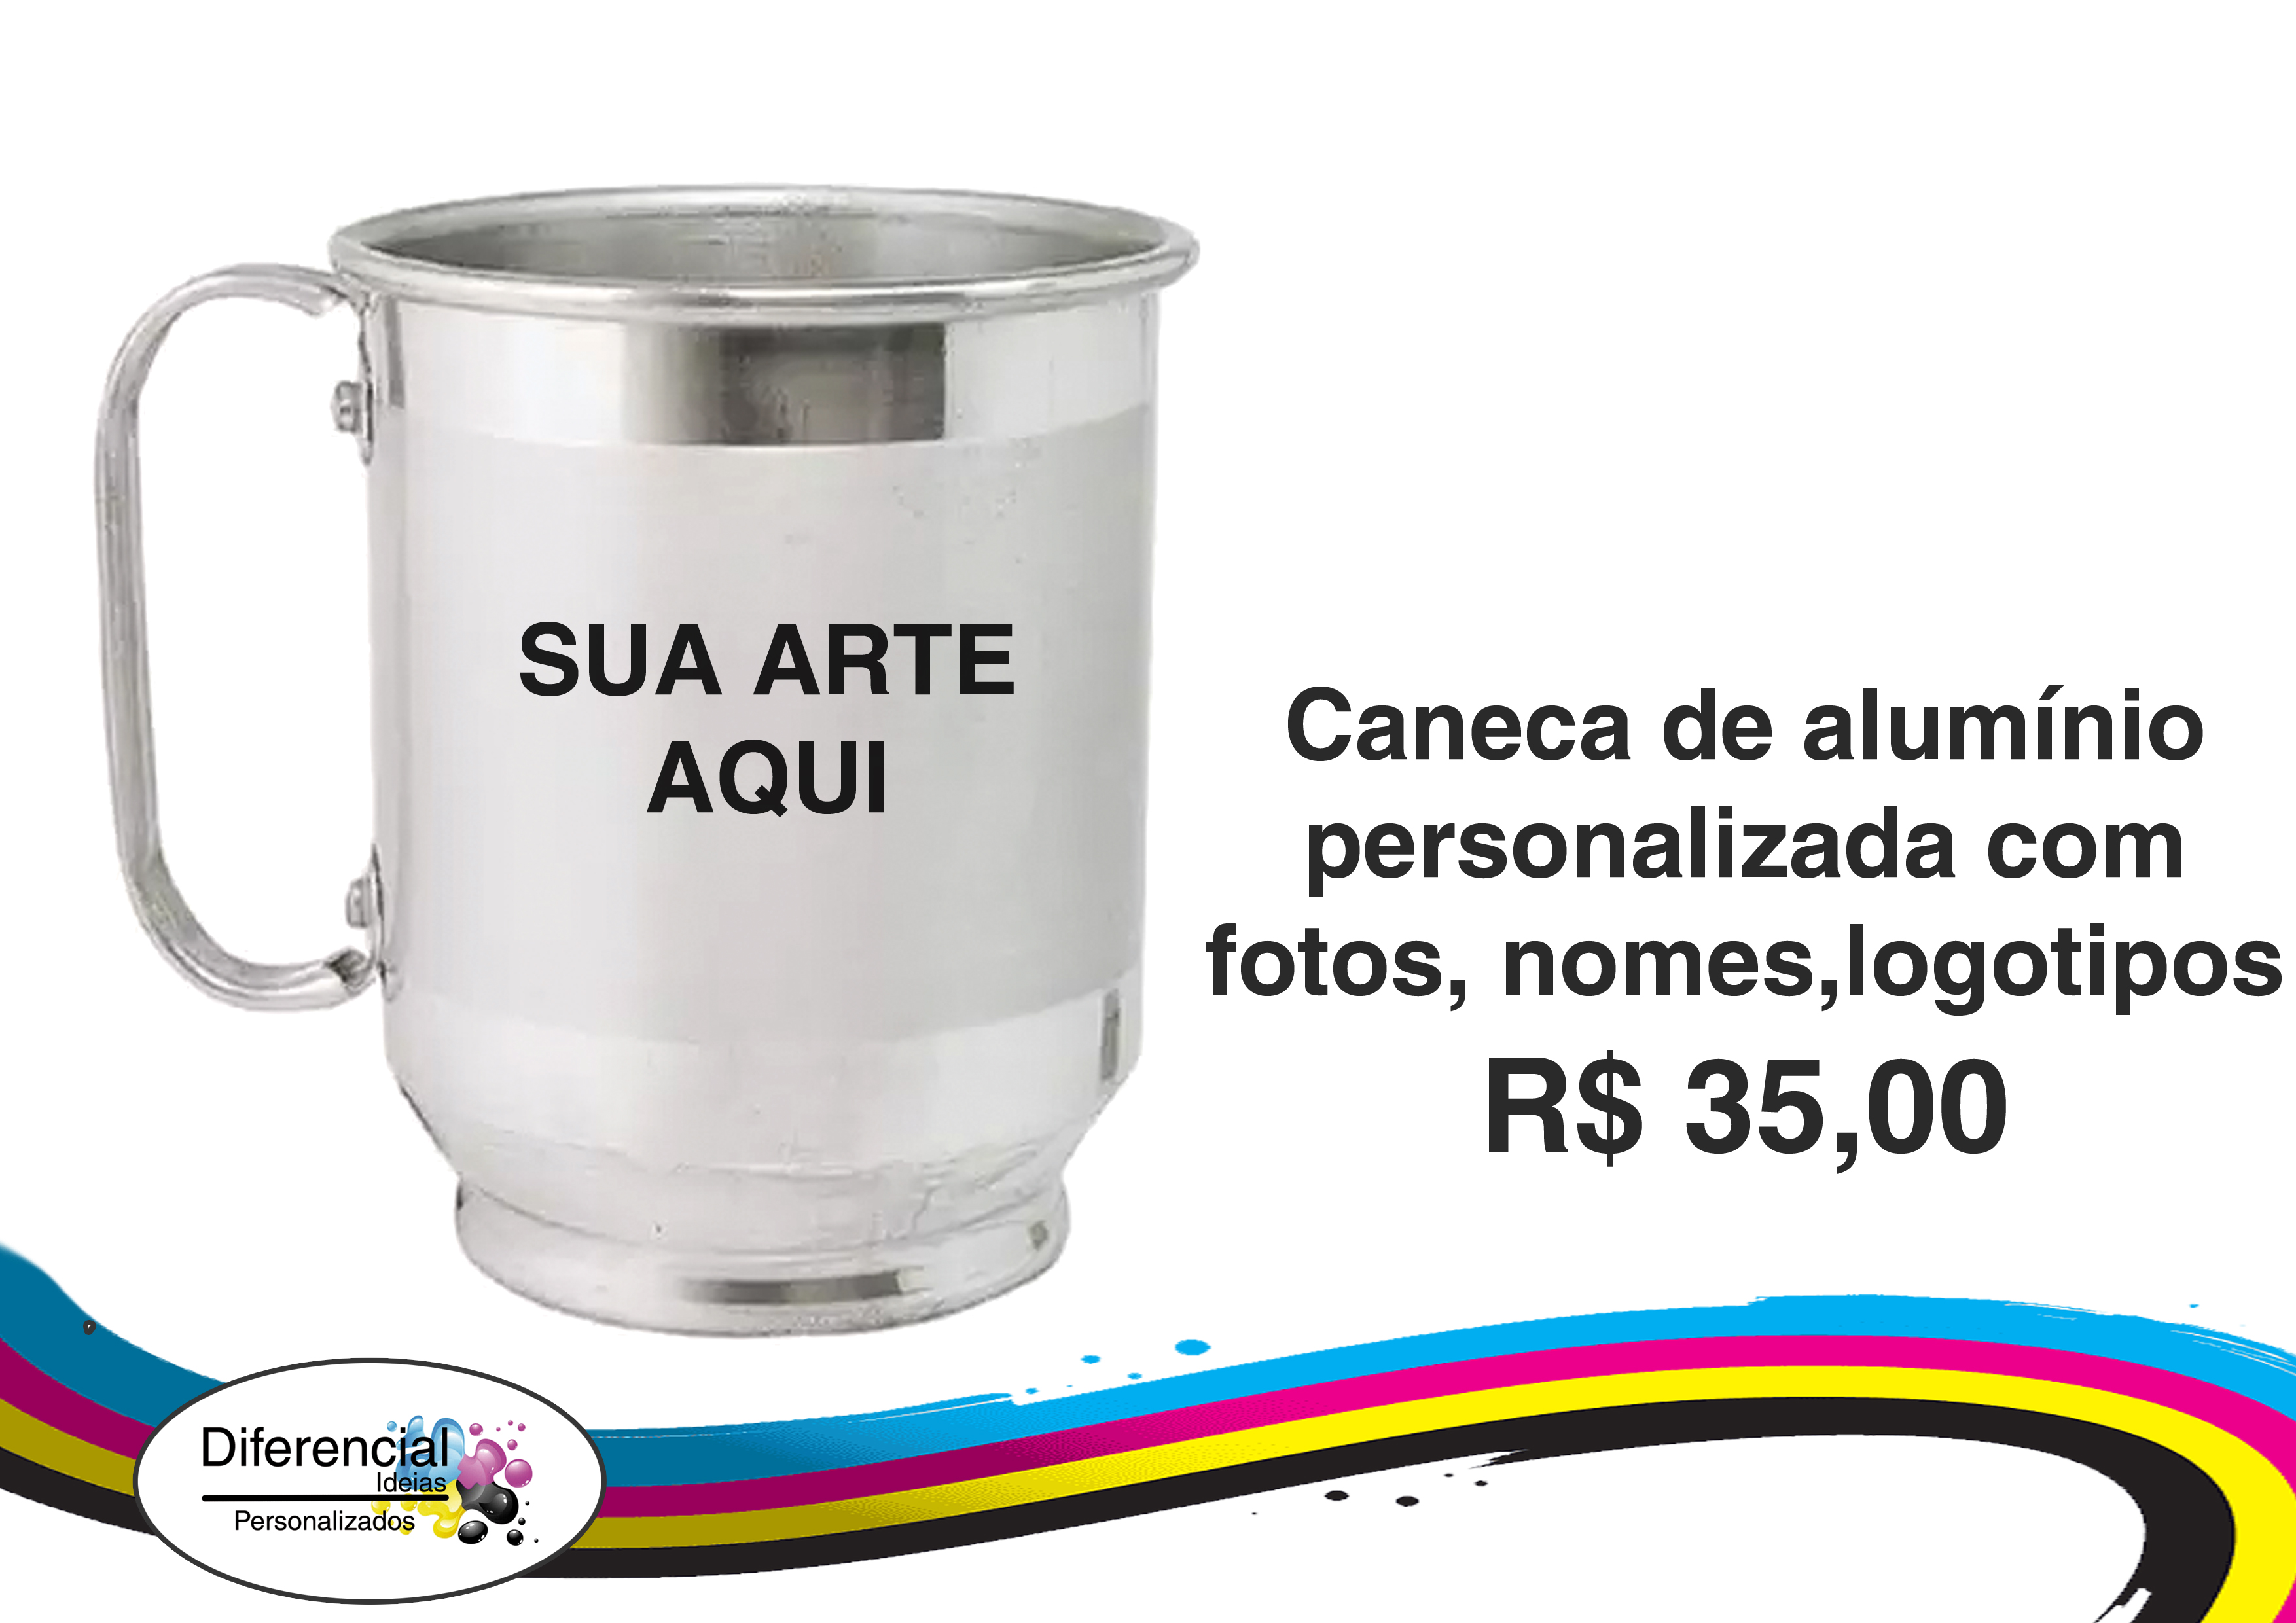 SUA ARTE
AQUI
Caneca de alumínio
personalizada com
fotos, nomes,logotipos
R$ 35,00
Diferencial
Ideias
Personalizados